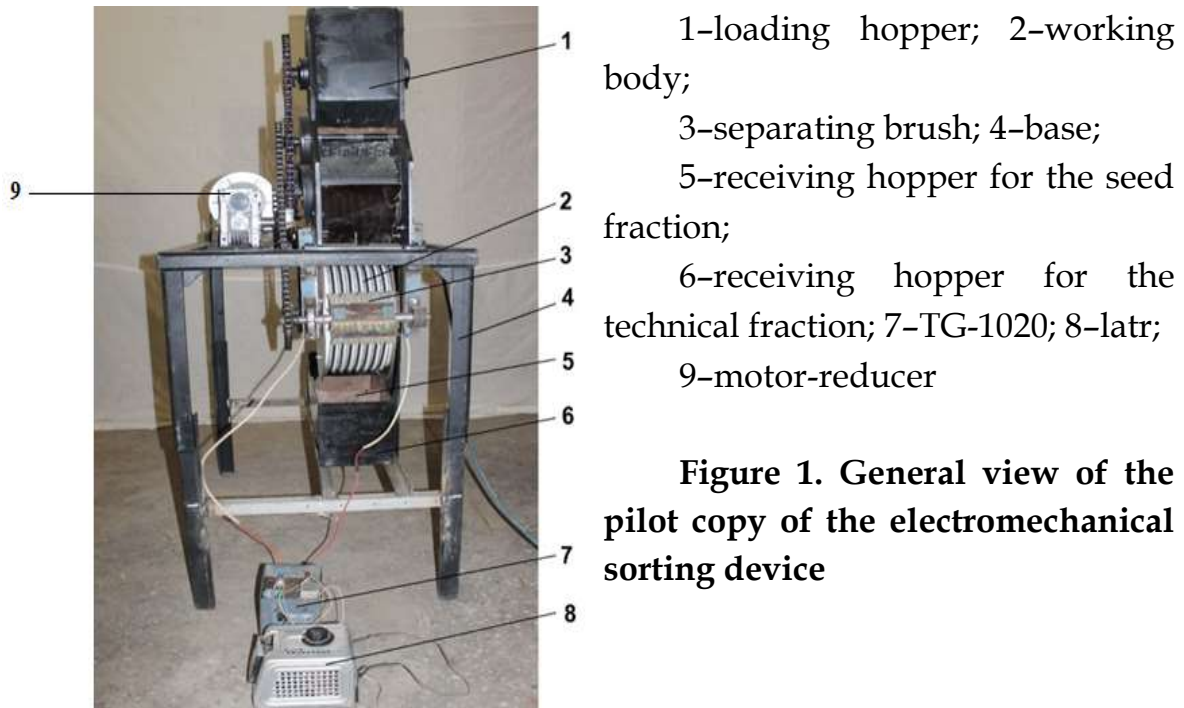 1–loading hopper; 2–working
body;
3–separating brush; 4–base;
5–receiving hopper for the seed
fraction;
6–receiving hopper for the
technical fraction; 7–TG-1020; 8–latr;
9–motor-reducer
Figure 1. General view of the
pilot copy of the electromechanical
sorting device
1
9
2
3
4
5
6
7
8